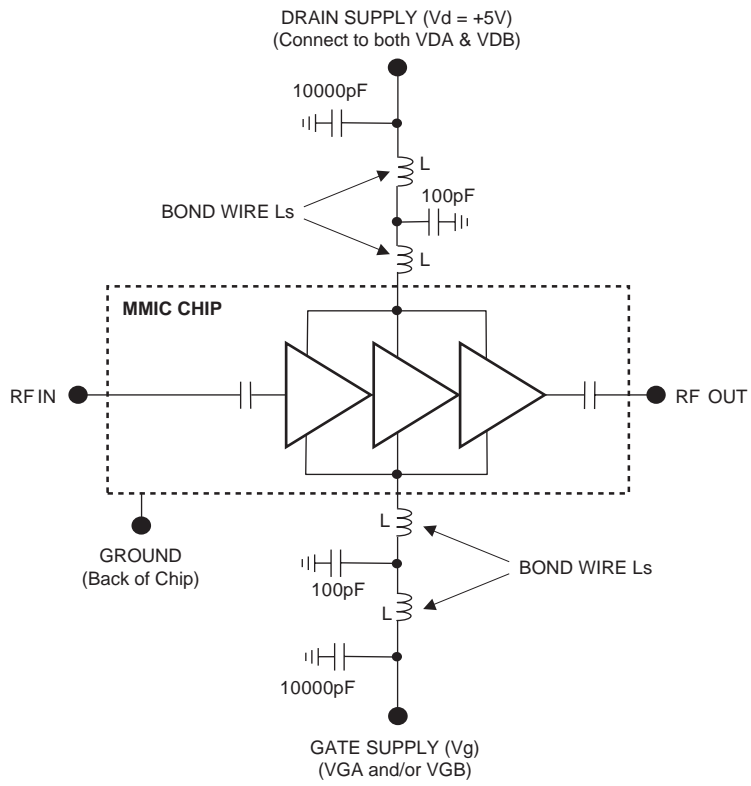 DRAIN SUPPLY (Vd = +5V)
(Connect to both VDA & VDB)
10000pF
L
100pF
BOND WIRE Ls
L
MMIC CHIP
RF IN
RF OUT
L
GROUND
(Back of Chip)
BOND WIRE Ls
100pF
L
10000pF
GATE SUPPLY (Vg)
(VGA and/or VGB)